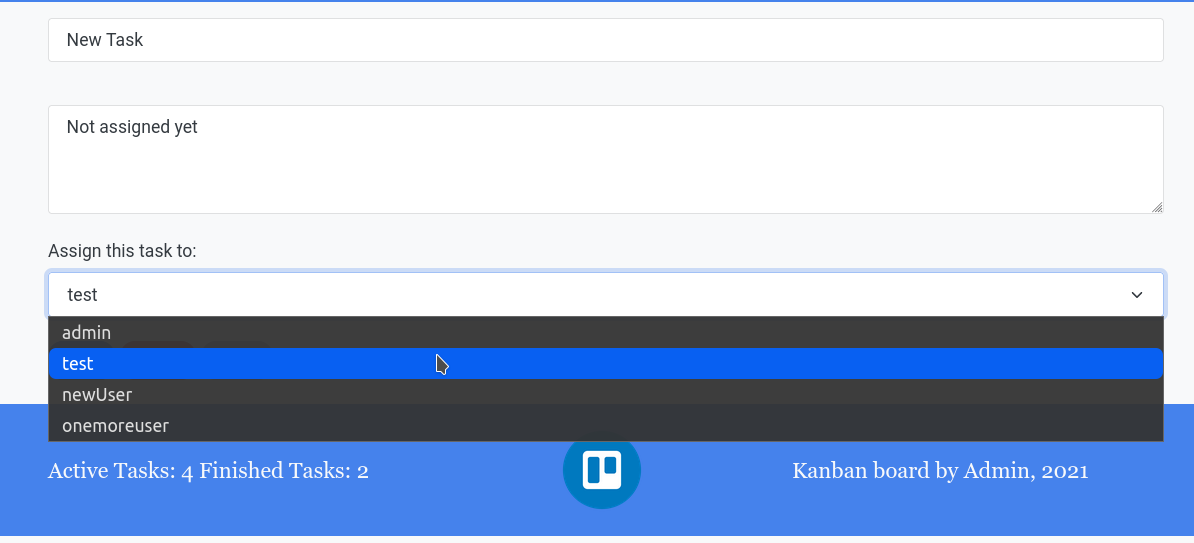 New Task
Not assigned yet
Assign this task to:
test
admin
test
newUser
onemoreuser
Active Tasks: 4 Finished Tasks: 2
Kanban board by Admin, 2021